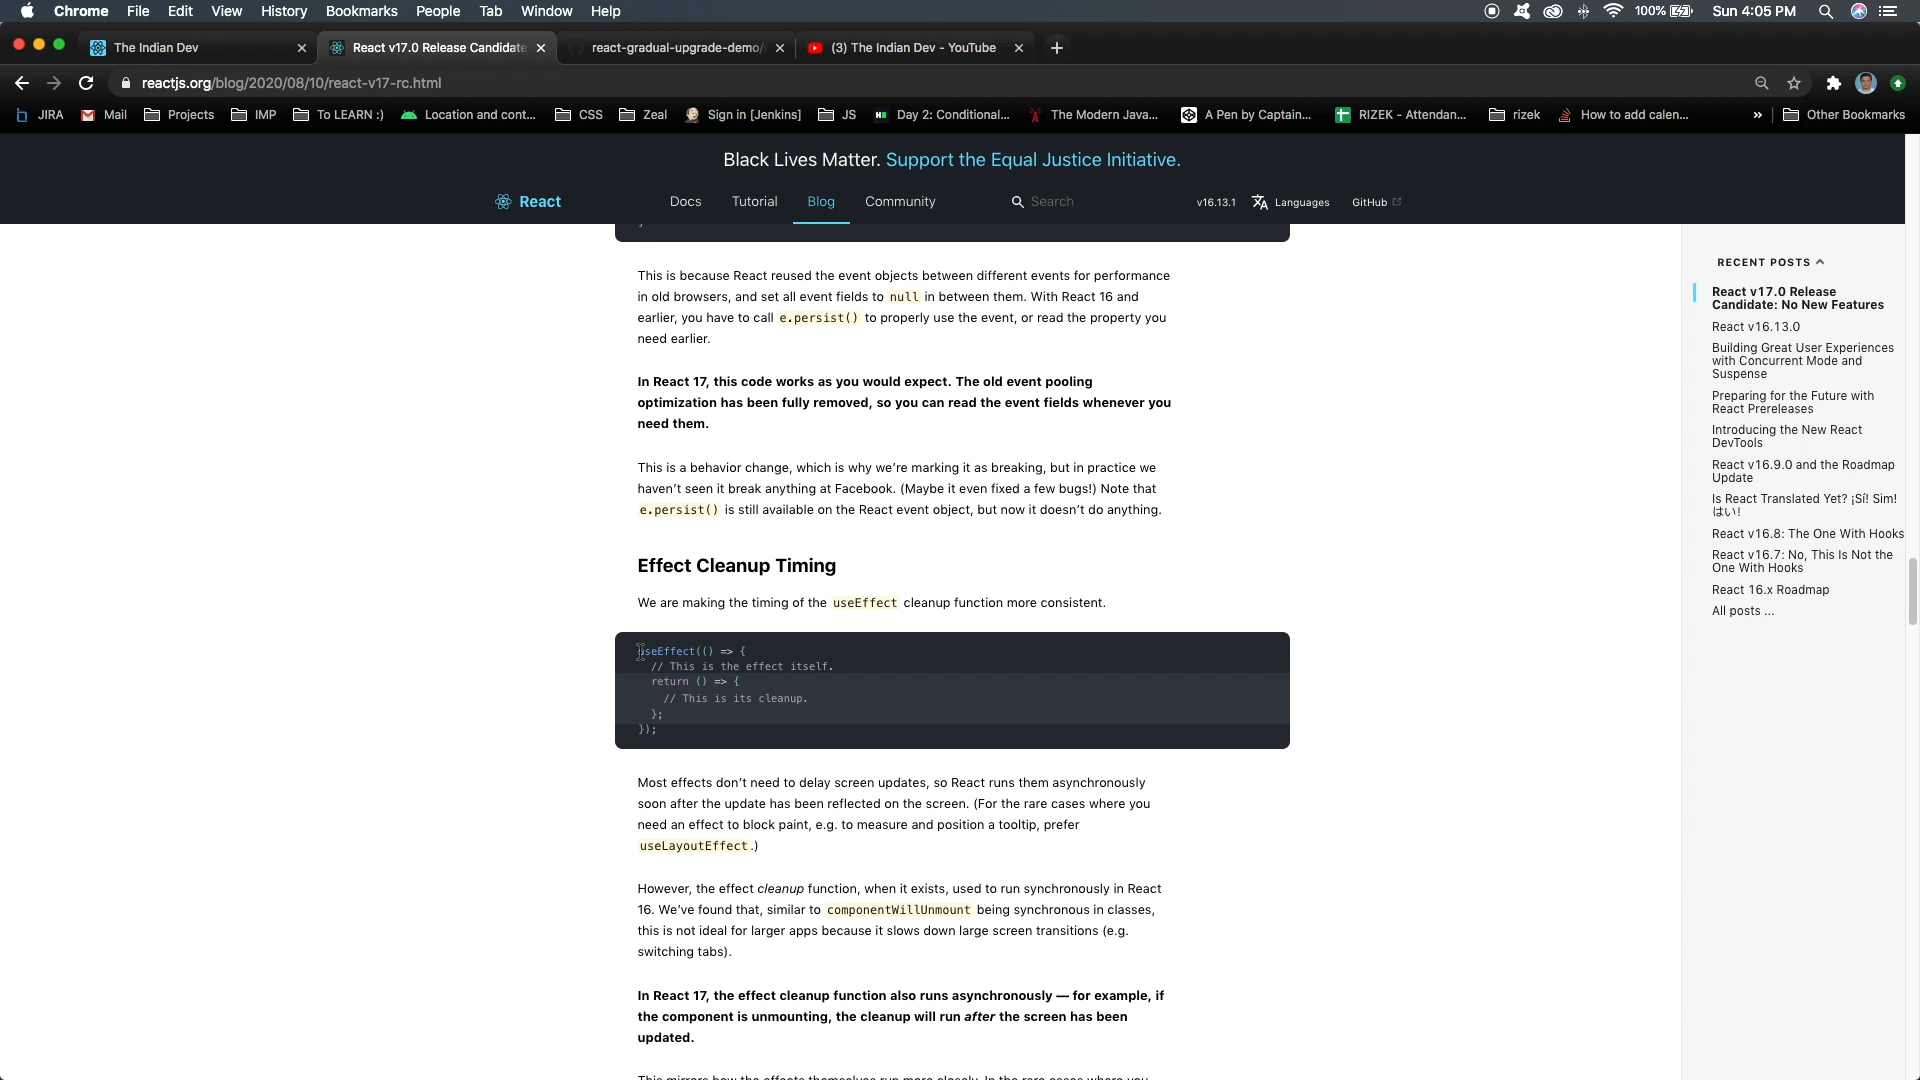 Chrome File Edit View History Bookmarks People Tab Window Help 100% Sun 4:05 PM
The Indian Dev
React v17.0 Release Candidate
react-gradual-upgrade-demo/
(3) The Indian Dev - YouTube
reactjs.org/blog/2020/08/10/react-v17-rc.html
JIRA Mail Projects IMP To LEARN :) Location and cont... CSS Zeal Sign in [Jenkins] JS Day 2: Conditional... The Modern Java... A Pen by Captain... RIZEK - Attendan... rizek How to add calen... » Other Bookmarks
Black Lives Matter. Support the Equal Justice Initiative.
React Docs Tutorial Blog Community Search v16.13.1 Languages GitHub
This is because React reused the event objects between different events for performance
in old browsers, and set all event fields to null in between them. With React 16 and
earlier, you have to call e.persist() to properly use the event, or read the property you
need earlier.
In React 17, this code works as you would expect. The old event pooling
optimization has been fully removed, so you can read the event fields whenever you
need them.
This is a behavior change, which is why we're marking it as breaking, but in practice we
haven't seen it break anything at Facebook. (Maybe it even fixed a few bugs!) Note that
e.persist() is still available on the React event object, but now it doesn't do anything.
Effect Cleanup Timing
We are making the timing of the useEffect cleanup function more consistent.
useEffect(() => {
// This is the effect itself.
return () => {
// This is its cleanup.
};
});
Most effects don't need to delay screen updates, so React runs them asynchronously
soon after the update has been reflected on the screen. (For the rare cases where you
need an effect to block paint, e.g. to measure and position a tooltip, prefer
useLayoutEffect.)
However, the effect cleanup function, when it exists, used to run synchronously in React
16. We've found that, similar to componentWillUnmount being synchronous in classes,
this is not ideal for larger apps because it slows down large screen transitions (e.g.
switching tabs).
In React 17, the effect cleanup function also runs asynchronously — for example, if
the component is unmounting, the cleanup will run after the screen has been
updated.
This mirrors how the effects themselves run more closely. In the rare cases where you
RECENT POSTS
React v17.0 Release
Candidate: No New Features
React v16.13.0
Building Great User Experiences
with Concurrent Mode and
Suspense
Preparing for the Future with
React Prereleases
Introducing the New React
DevTools
React v16.9.0 and the Roadmap
Update
Is React Translated Yet? ¡Sí! Sim!
はい!
React v16.8: The One With Hooks
React v16.7: No, This Is Not the
One With Hooks
React 16.x Roadmap
All posts ...